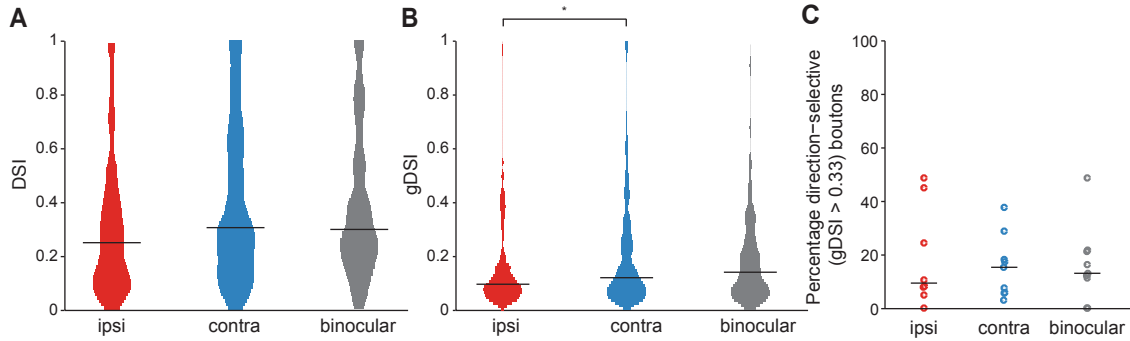 A
DSI
1
0.8
0.6
0.4
0.2
0
ipsi
contra
binocular
B
*
gDSI
1
0.8
0.6
0.4
0.2
0
ipsi
contra
binocular
C
Percentage direction−selective
(gDSI > 0.33) boutons
100
80
60
40
20
0
ipsi
contra
binocular